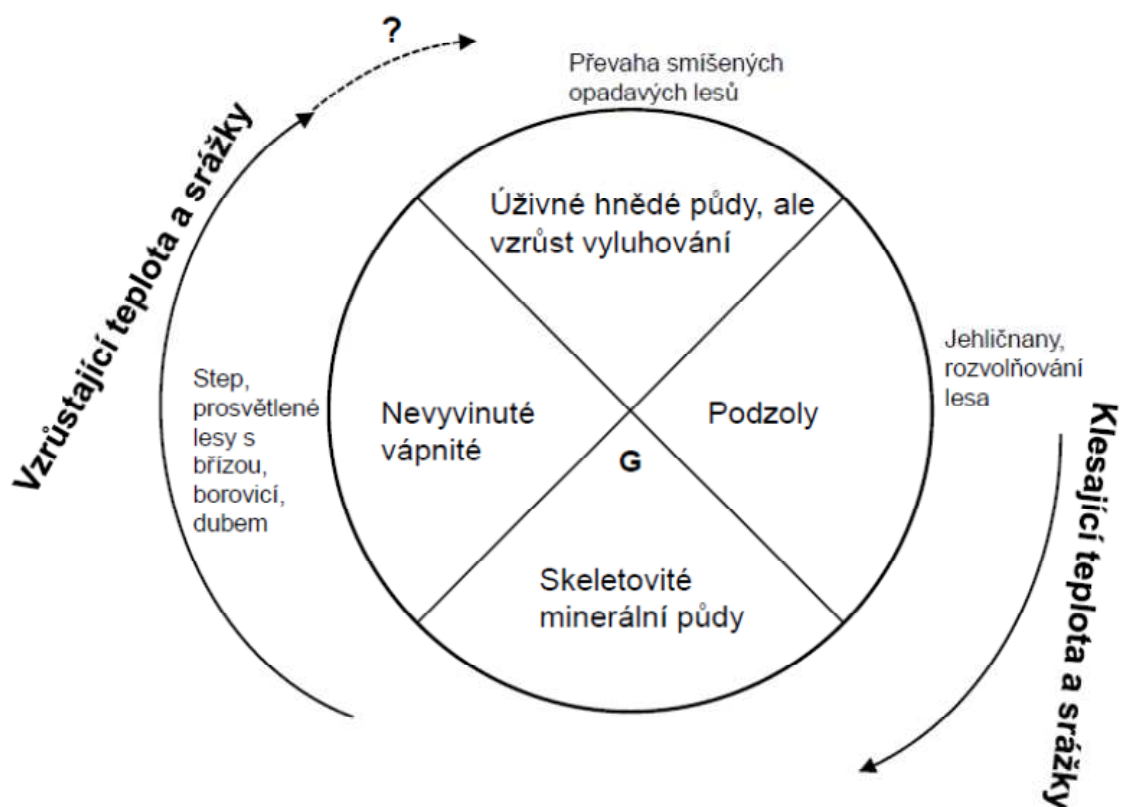 ?
Převaha smíšených
opadavých lesů
Vzrůstající teplota a srážky
Úživné hnědé půdy, ale
vzrůst vyluhování
Jehličnany,
rozvolňování
lesa
Step,
prosvětlené
lesy s
břízou,
borovicí,
dubem
Nevyvinuté
vápnité
Podzoly
G
Klesající teplota a srážky
Skeletovité
minerální půdy